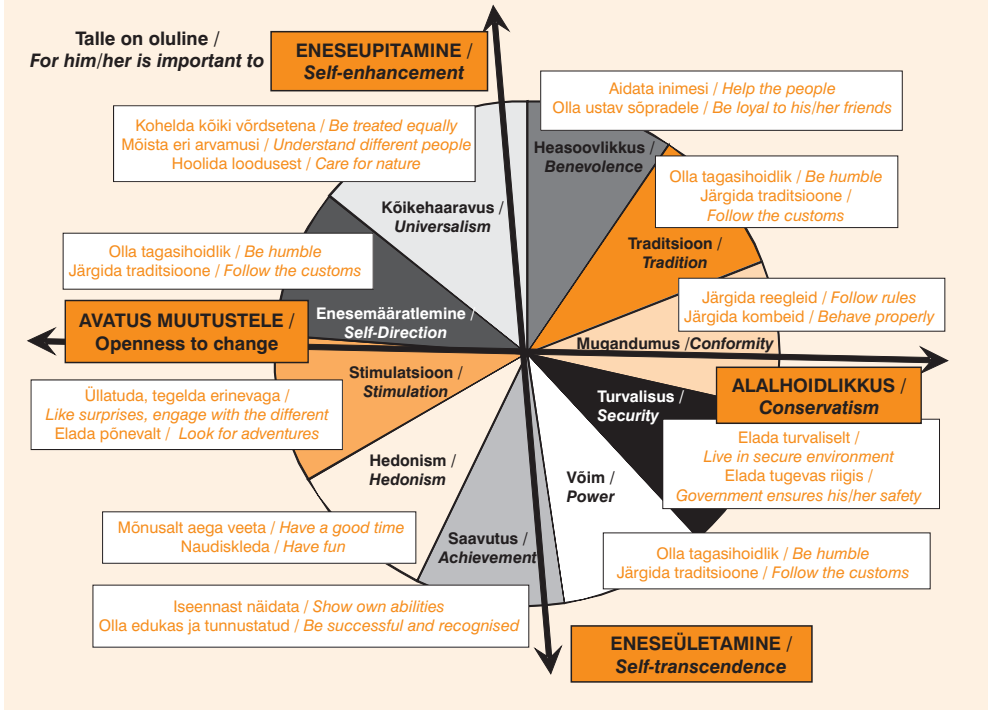 Talle on oluline /
For him/her is important to
ENESEUPITAMINE /
Self-enhancement
Aidata inimesi / Help the people
Olla ustav sõpradele / Be loyal to his/her friends
Kohelda kõiki võrdsetena / Be treated equally
Mõista eri arvamusi / Understand different people
Hoolida loodusest / Care for nature
Heasoovlikkus /
Benevolence
Olla tagasihoidlik / Be humble
Järgida traditsioone /
Follow the customs
Kõikehaaravus /
Universalism
Traditsioon /
Tradition
Olla tagasihoidlik / Be humble
Järgida traditsioone / Follow the customs
Järgida reegleid / Follow rules
Järgida kombeid / Behave properly
AVATUS MUUTUSTELE /
Openness to change
Enesemääratlemine /
Self-Direction
Mugandumus /Conformity
Stimulatsioon /
Stimulation
Turvalisus /
Security
ALALHOIDLIKKUS /
Conservatism
Üllatuda, tegelda erinevaga /
Like surprises, engage with the different
Elada põnevalt / Look for adventures
Elada turvaliselt /
Live in secure environment
Elada tugevas riigis /
Government ensures his/her safety
Hedonism /
Hedonism
Võim /
Power
Mõnusalt aega veeta / Have a good time
Naudiskleda / Have fun
Saavutus /
Achievement
Olla tagasihoidlik / Be humble
Järgida traditsioone / Follow the customs
Iseennast näidata / Show own abilities
Olla edukas ja tunnustatud / Be successful and recognised
ENESEÜLETAMINE /
Self-transcendence